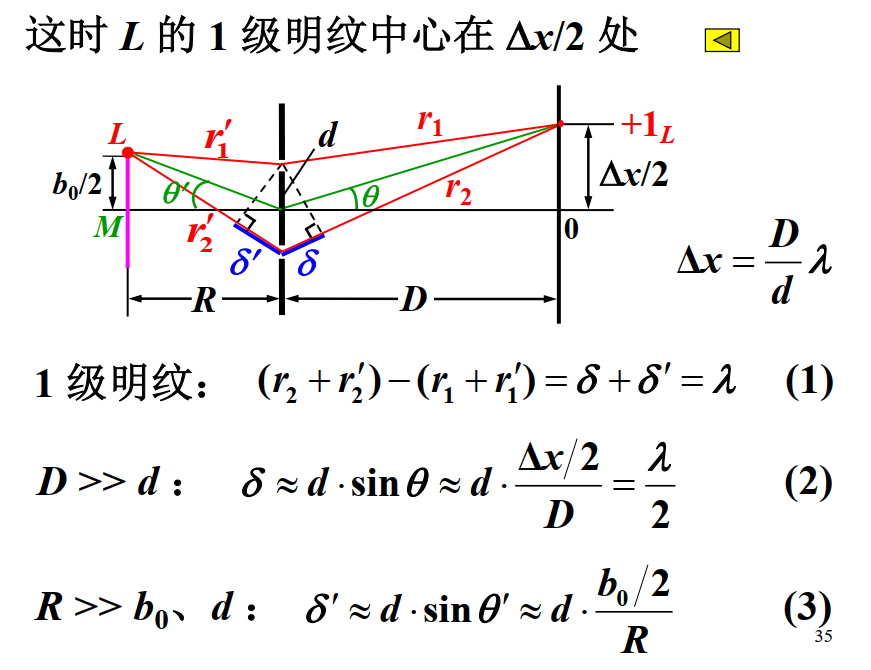 这时 L 的 1 级明纹中心在 Δx/2 处
L r₁′ d r₁ +1_L
b₀/2 θ′ θ r₂ Δx/2
M r₂′ 0
δ′ δ Δx = D/d λ
R D
1 级明纹： (r₂ + r₂′) − (r₁ + r₁′) = δ + δ′ = λ (1)
D >> d： δ ≈ d · sin θ ≈ d · (Δx/2)/D = λ/2 (2)
R >> b₀、d： δ′ ≈ d · sin θ′ ≈ d · (b₀/2)/R (3)
35